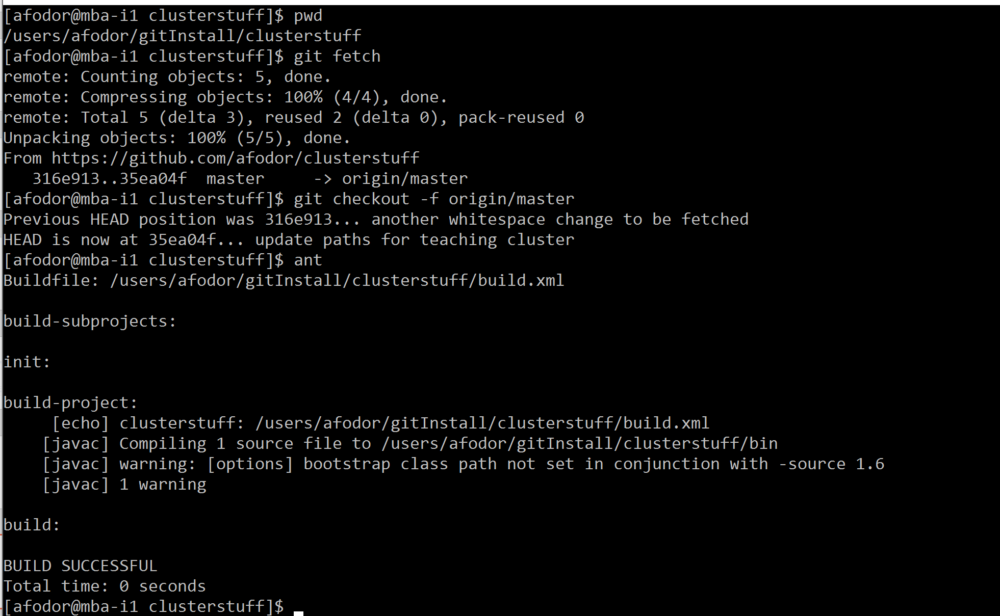 [afodor@mba-i1 clusterstuff]$ pwd
/users/afodor/gitInstall/clusterstuff
[afodor@mba-i1 clusterstuff]$ git fetch
remote: Counting objects: 5, done.
remote: Compressing objects: 100% (4/4), done.
remote: Total 5 (delta 3), reused 2 (delta 0), pack-reused 0
Unpacking objects: 100% (5/5), done.
From https://github.com/afodor/clusterstuff
   316e913..35ea04f  master     -> origin/master
[afodor@mba-i1 clusterstuff]$ git checkout -f origin/master
Previous HEAD position was 316e913... another whitespace change to be fetched
HEAD is now at 35ea04f... update paths for teaching cluster
[afodor@mba-i1 clusterstuff]$ ant
Buildfile: /users/afodor/gitInstall/clusterstuff/build.xml

build-subprojects:

init:

build-project:
     [echo] clusterstuff: /users/afodor/gitInstall/clusterstuff/build.xml
    [javac] Compiling 1 source file to /users/afodor/gitInstall/clusterstuff/bin
    [javac] warning: [options] bootstrap class path not set in conjunction with -source 1.6
    [javac] 1 warning

build:

BUILD SUCCESSFUL
Total time: 0 seconds
[afodor@mba-i1 clusterstuff]$